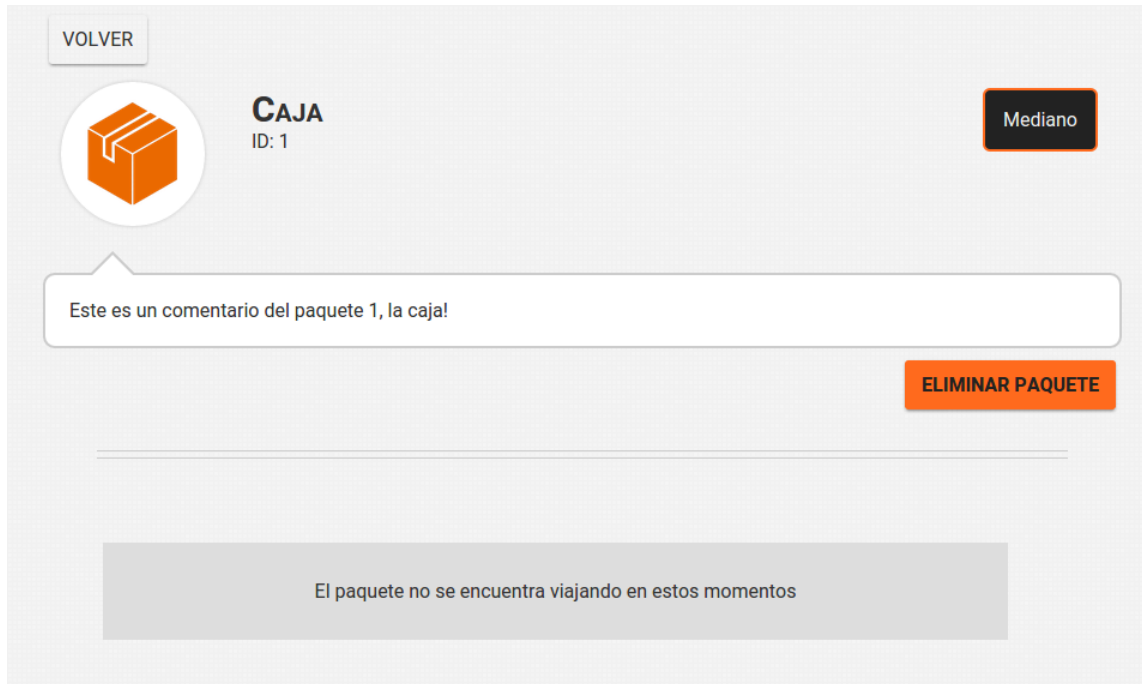 VOLVER
CAJA
ID: 1
Mediano
Este es un comentario del paquete 1, la caja!
ELIMINAR PAQUETE
El paquete no se encuentra viajando en estos momentos